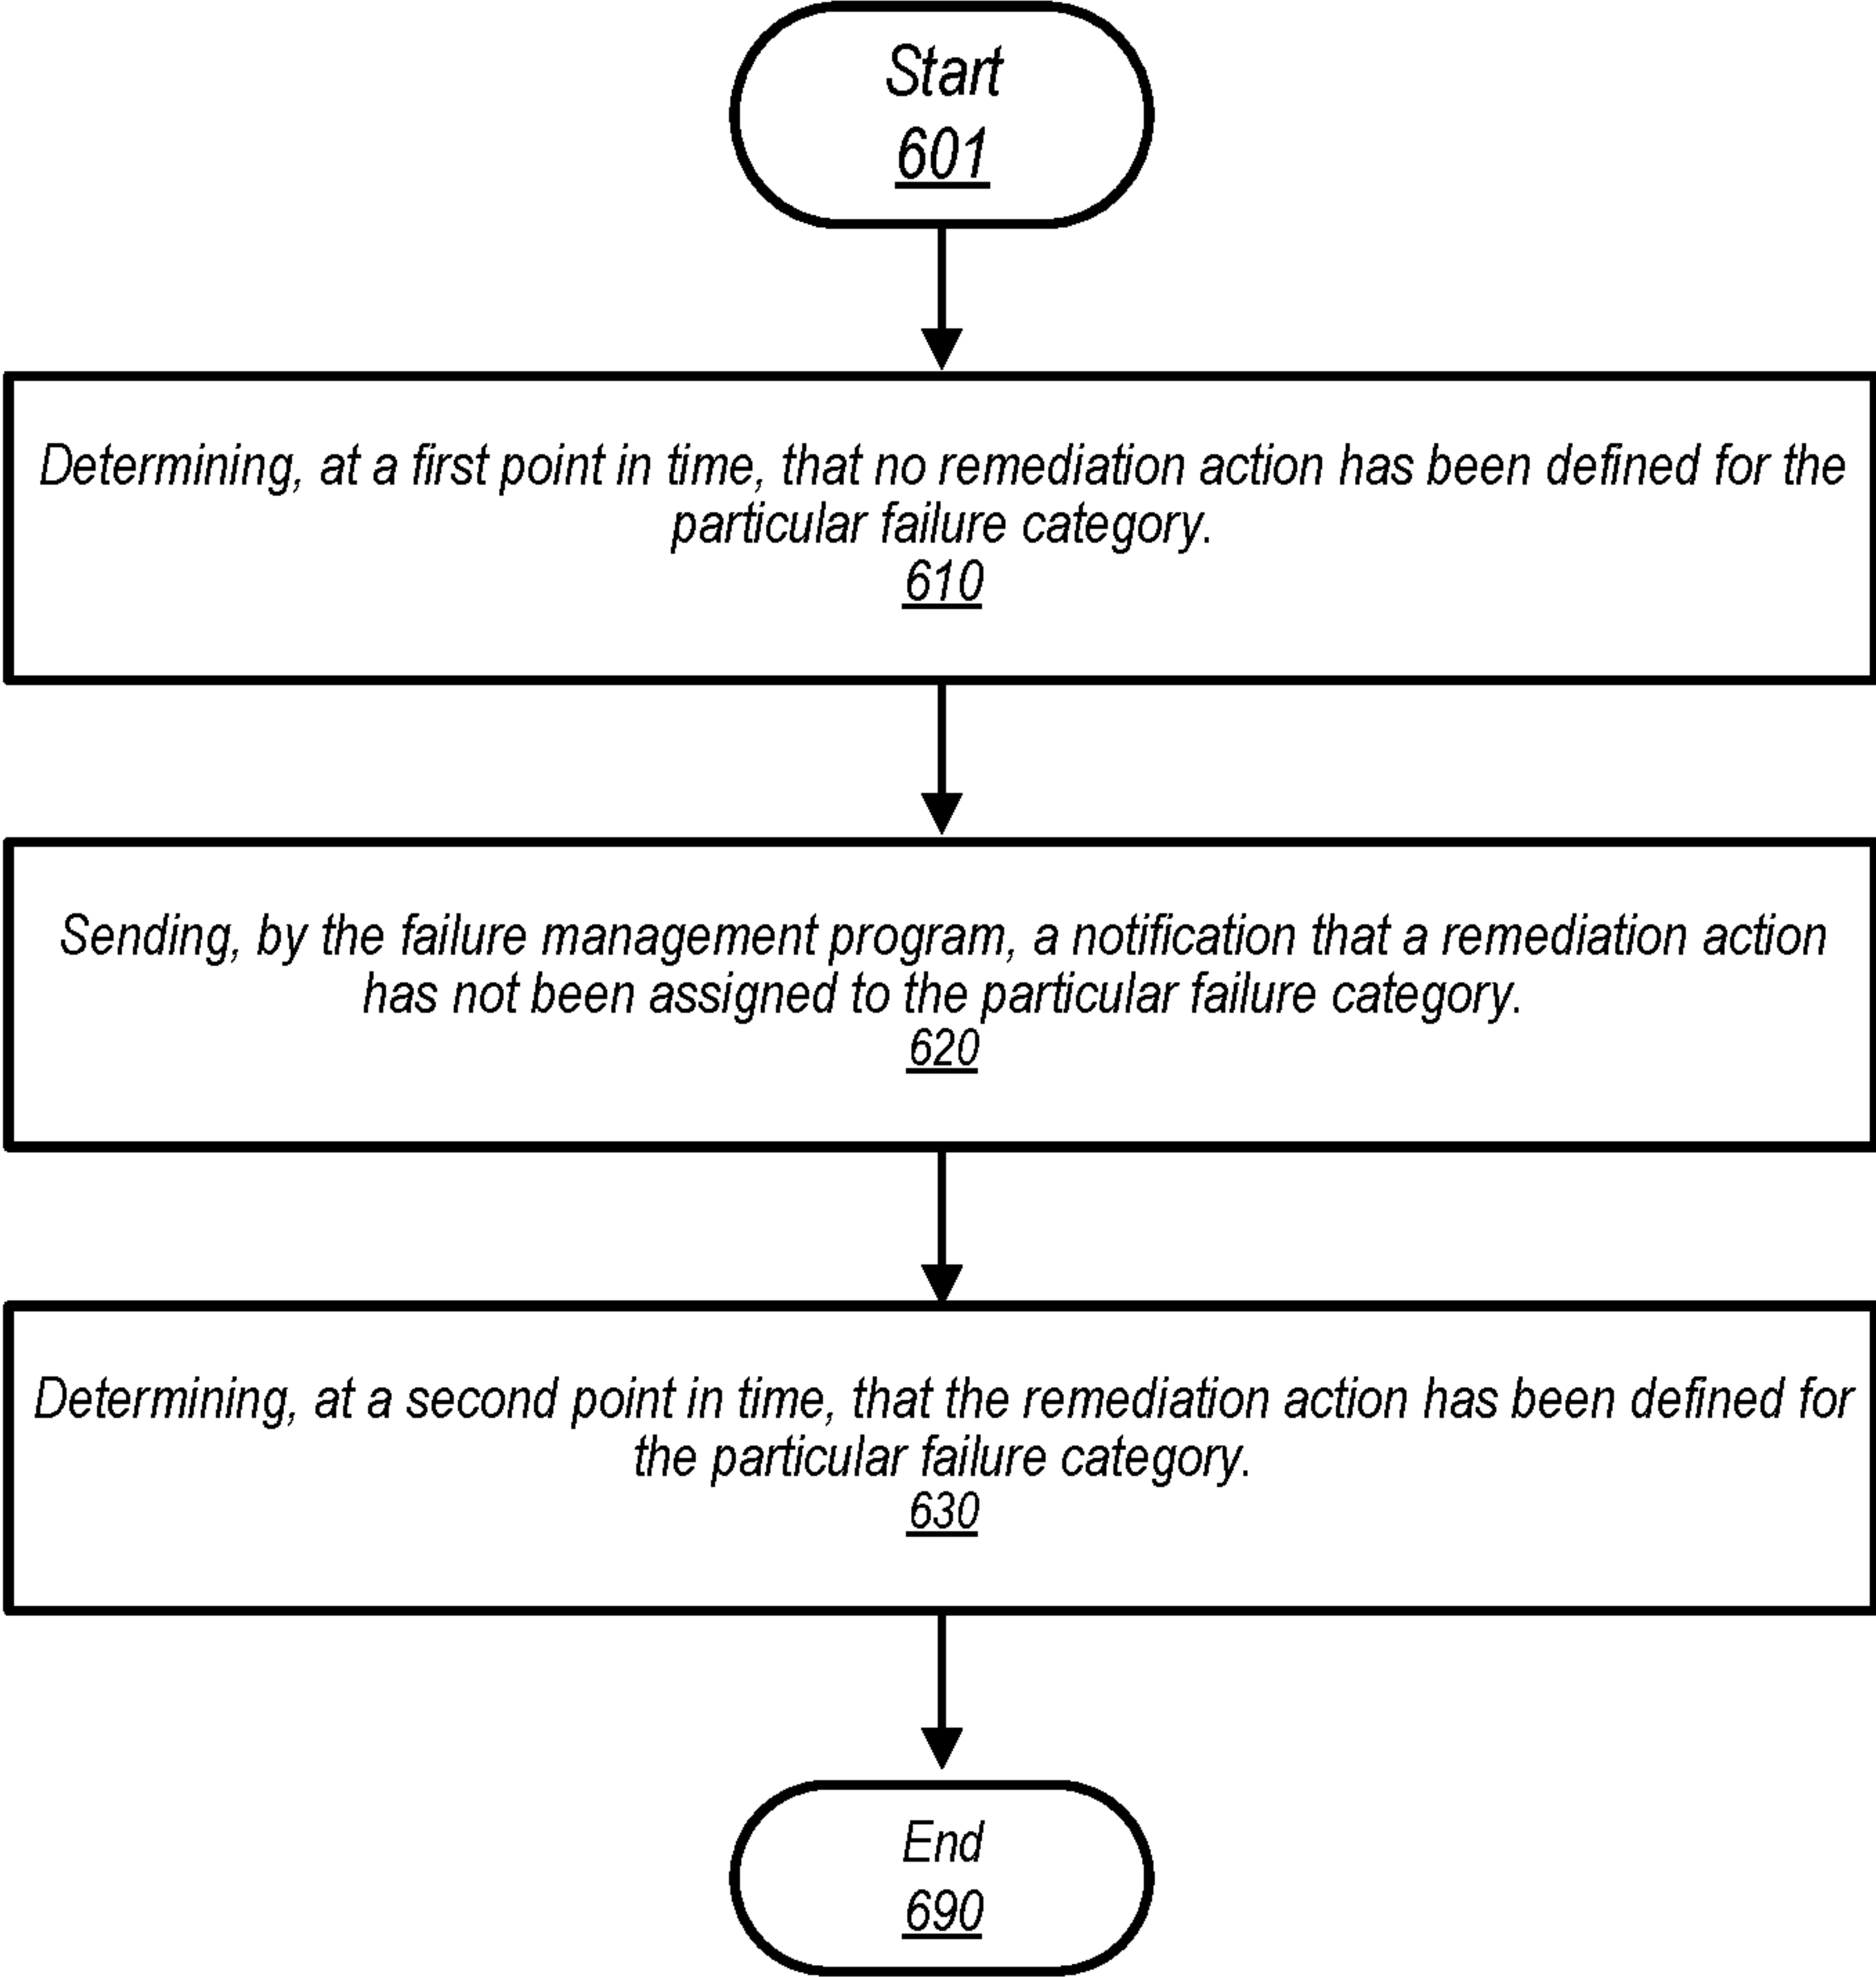 Start
601
Determining, at a first point in time, that no remediation action has been defined for the
particular failure category.
610
Sending, by the failure management program, a notification that a remediation action
has not been assigned to the particular failure category.
620
Determining, at a second point in time, that the remediation action has been defined for
the particular failure category.
630
End
690